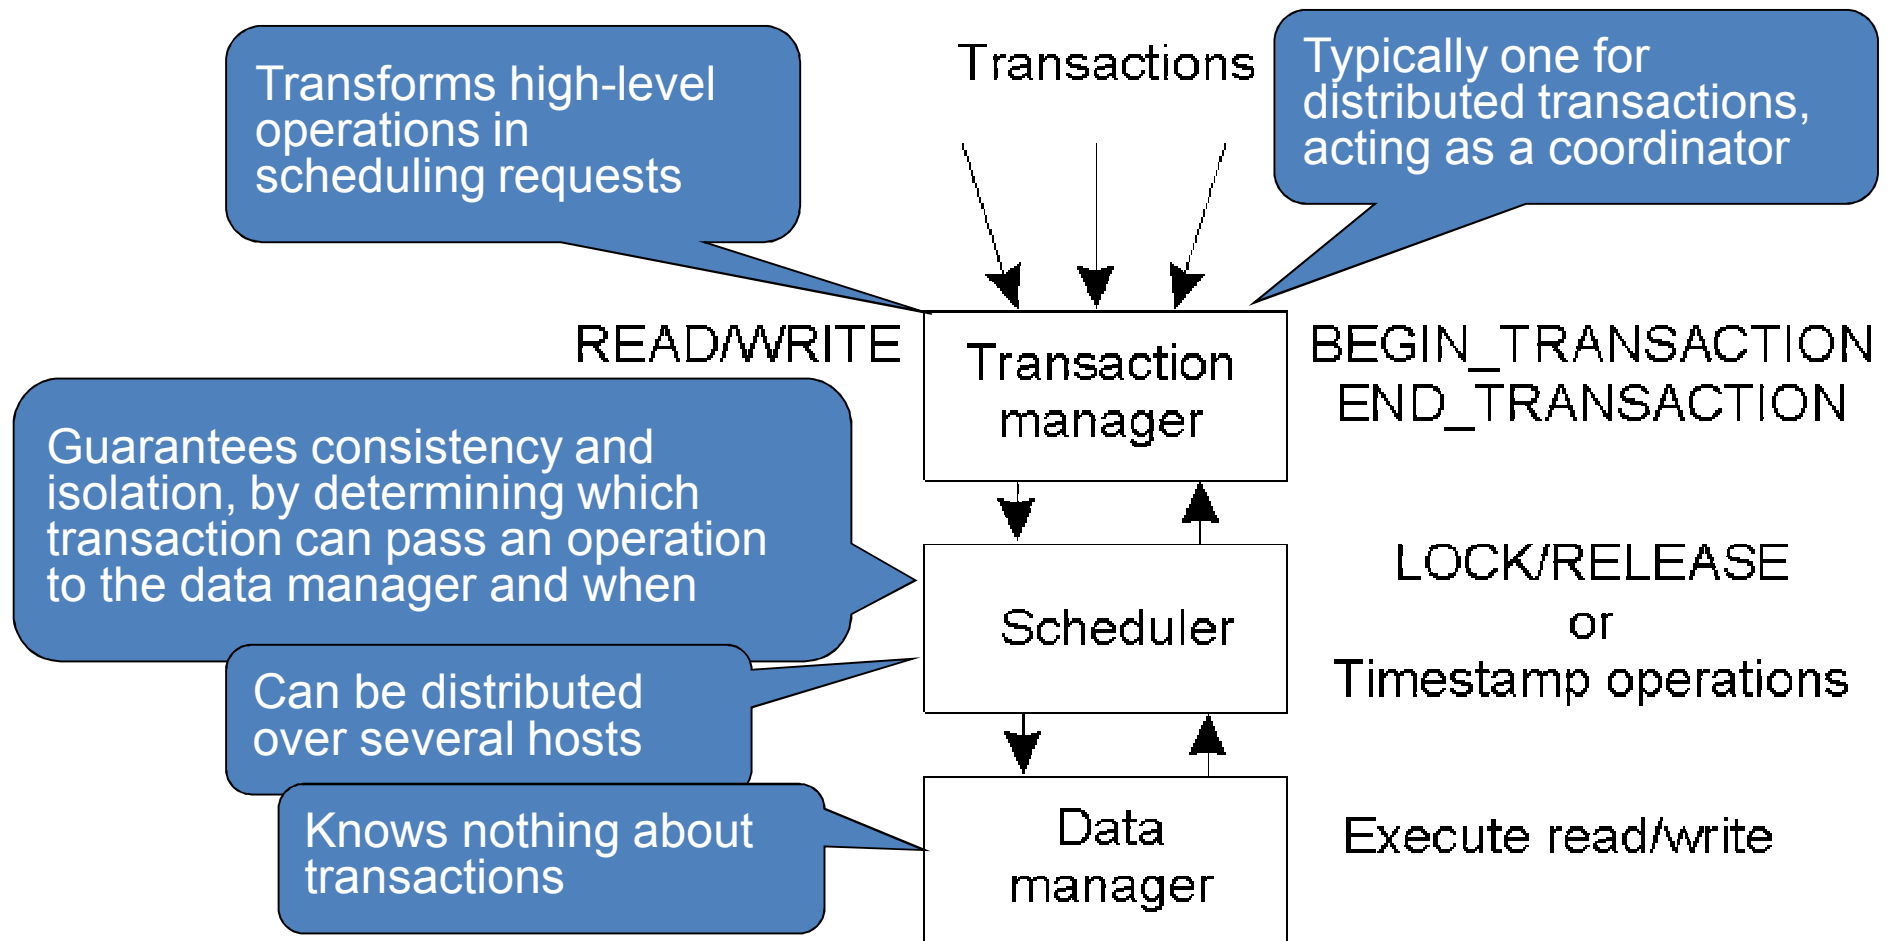 Transforms high-level
operations in
scheduling requests
Transactions
Typically one for
distributed transactions,
acting as a coordinator
READ/WRITE
Transaction
manager
BEGIN_TRANSACTION
END_TRANSACTION
Guarantees consistency and
isolation, by determining which
transaction can pass an operation
to the data manager and when
Scheduler
LOCK/RELEASE
or
Timestamp operations
Can be distributed
over several hosts
Knows nothing about
transactions
Data
manager
Execute read/write